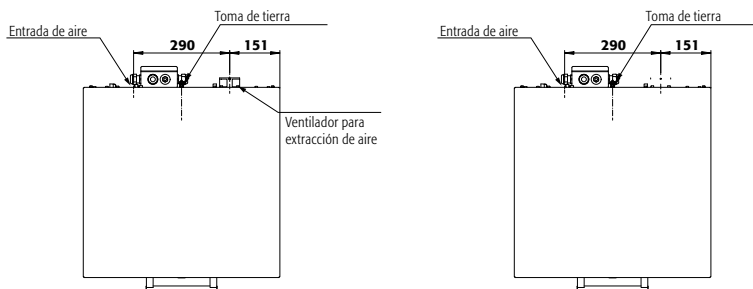 Entrada de aire
Toma de tierra
290
151
Ventilador para
extracción de aire
Entrada de aire
Toma de tierra
290
151